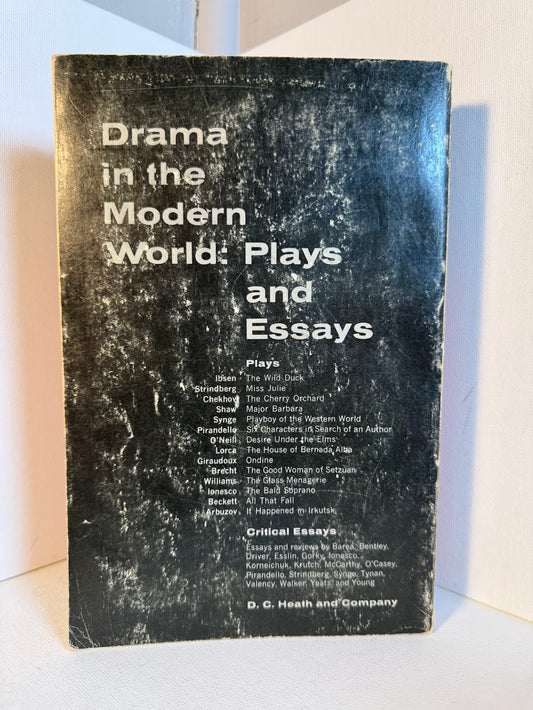 Drama
in the
Modern
World: Plays
and
Essays
Plays
Ibsen The Wild Duck
Strindberg Miss Julie
Chekhov The Cherry Orchard
Shaw Major Barbara
Synge Playboy of the Western World
Pirandello Six Characters in Search of an Author
O'Neill Desire Under the Elms
Lorca The House of Bernada Alba
Giraudoux Ondine
Brecht The Good Woman of Setzuan
Williams The Glass Menagerie
Ionesco The Bald Soprano
Beckett All That Fall
Arbuzov It Happened in Irkutsk
Critical Essays
Essays and reviews by Barea, Bentley,
Driver, Esslin, Gorky, Ionesco,
Korneichuk, Krutch, McCarthy, O'Casey,
Pirandello, Strindberg, Synge, Tynan,
Valency, Walker, Yeats and Young
D. C. Heath and Company